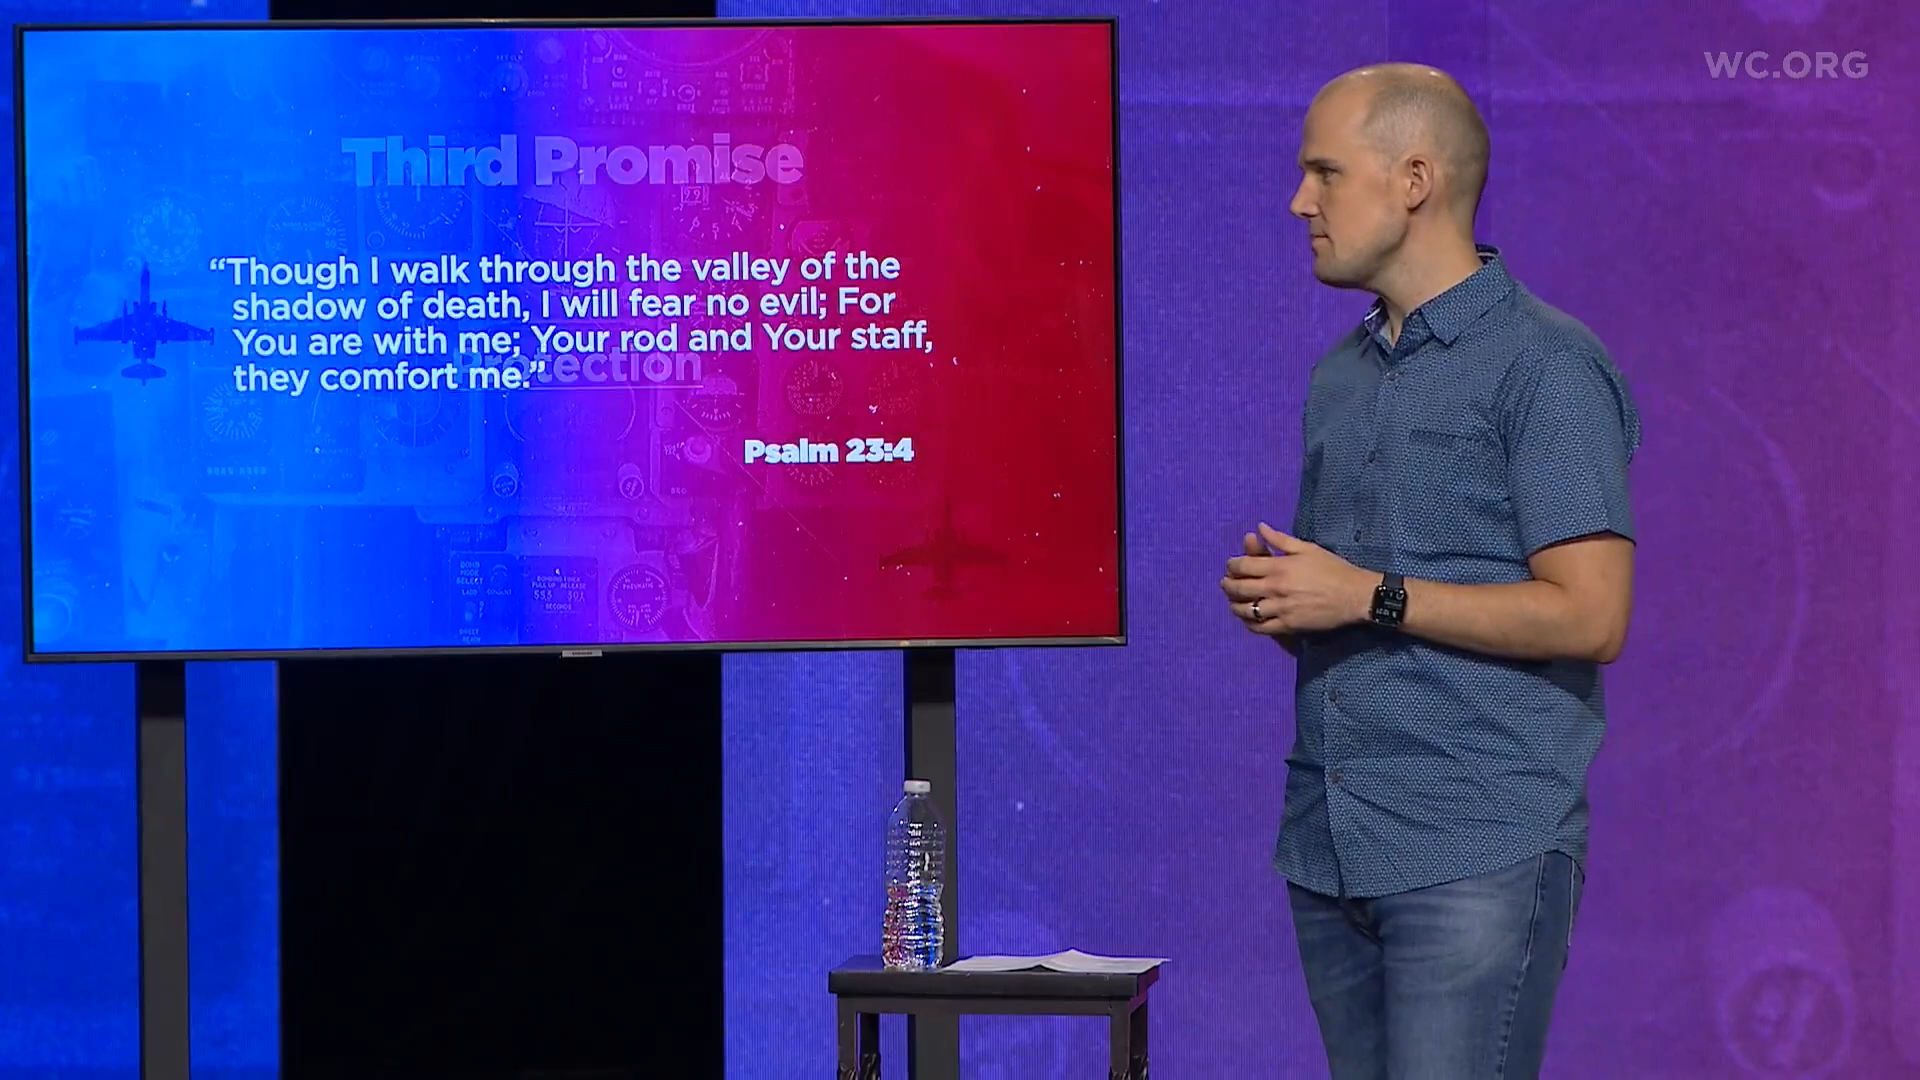 WC.ORG
Third Promise
“Though I walk through the valley of the
shadow of death, I will fear no evil; For
You are with me; Your rod and Your staff,
they comfort me.”
Protection
Psalm 23:4